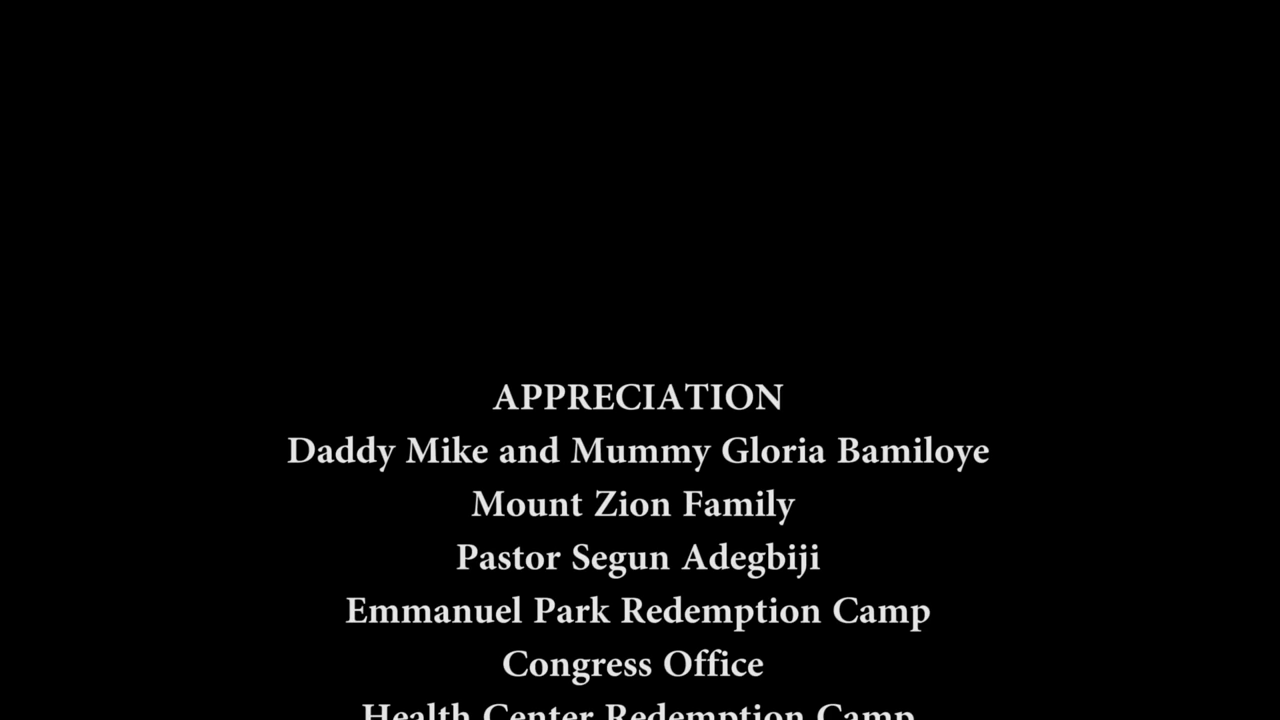 APPRECIATION
Daddy Mike and Mummy Gloria Bamiloye
Mount Zion Family
Pastor Segun Adegbiji
Emmanuel Park Redemption Camp
Congress Office
Health Center Redemption Camp